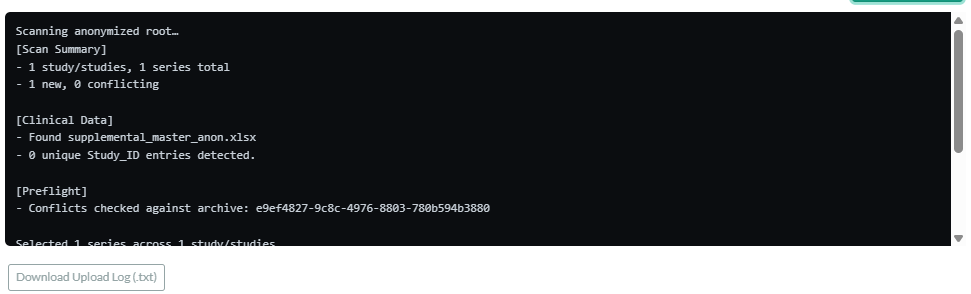 Scanning anonymized root…
[Scan Summary]
- 1 study/studies, 1 series total
- 1 new, 0 conflicting
[Clinical Data]
- Found supplemental_master_anon.xlsx
- 0 unique Study_ID entries detected.
[Preflight]
- Conflicts checked against archive: e9ef4827-9c8c-4976-8803-780b594b3880
Selected 1 series across 1 study/studies
Download Upload Log (.txt)